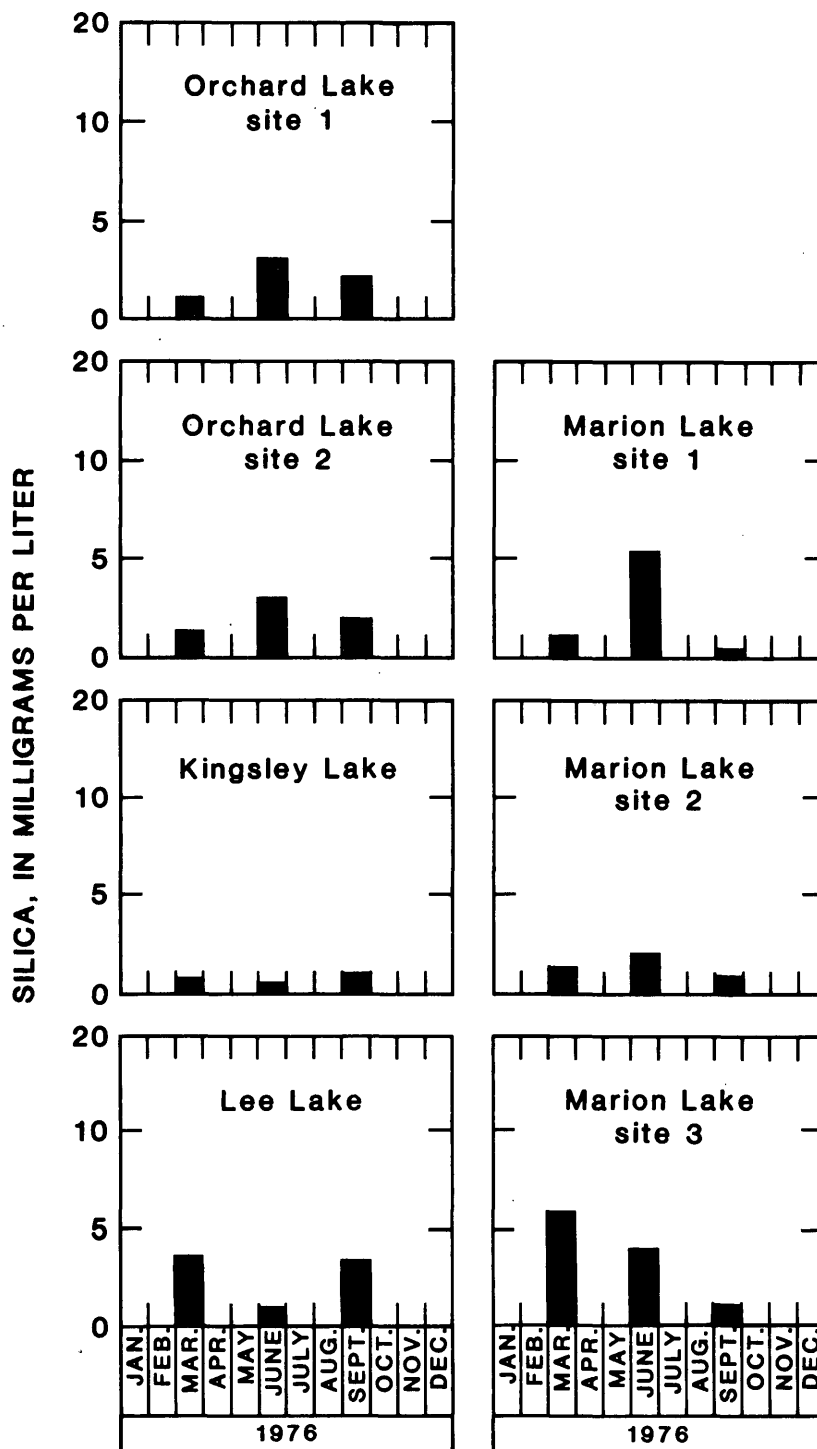 SILICA, IN MILLIGRAMS PER LITER
20
10
5
0
Orchard Lake
site 1
20
10
5
0
Orchard Lake
site 2
Marion Lake
site 1
20
10
5
0
Kingsley Lake
Marion Lake
site 2
20
10
5
0
Lee Lake
Marion Lake
site 3
JAN. FEB. MAR. APR. MAY JUNE JULY AUG. SEPT. OCT. NOV. DEC.
1976
JAN. FEB. MAR. APR. MAY JUNE JULY AUG. SEPT. OCT. NOV. DEC.
1976